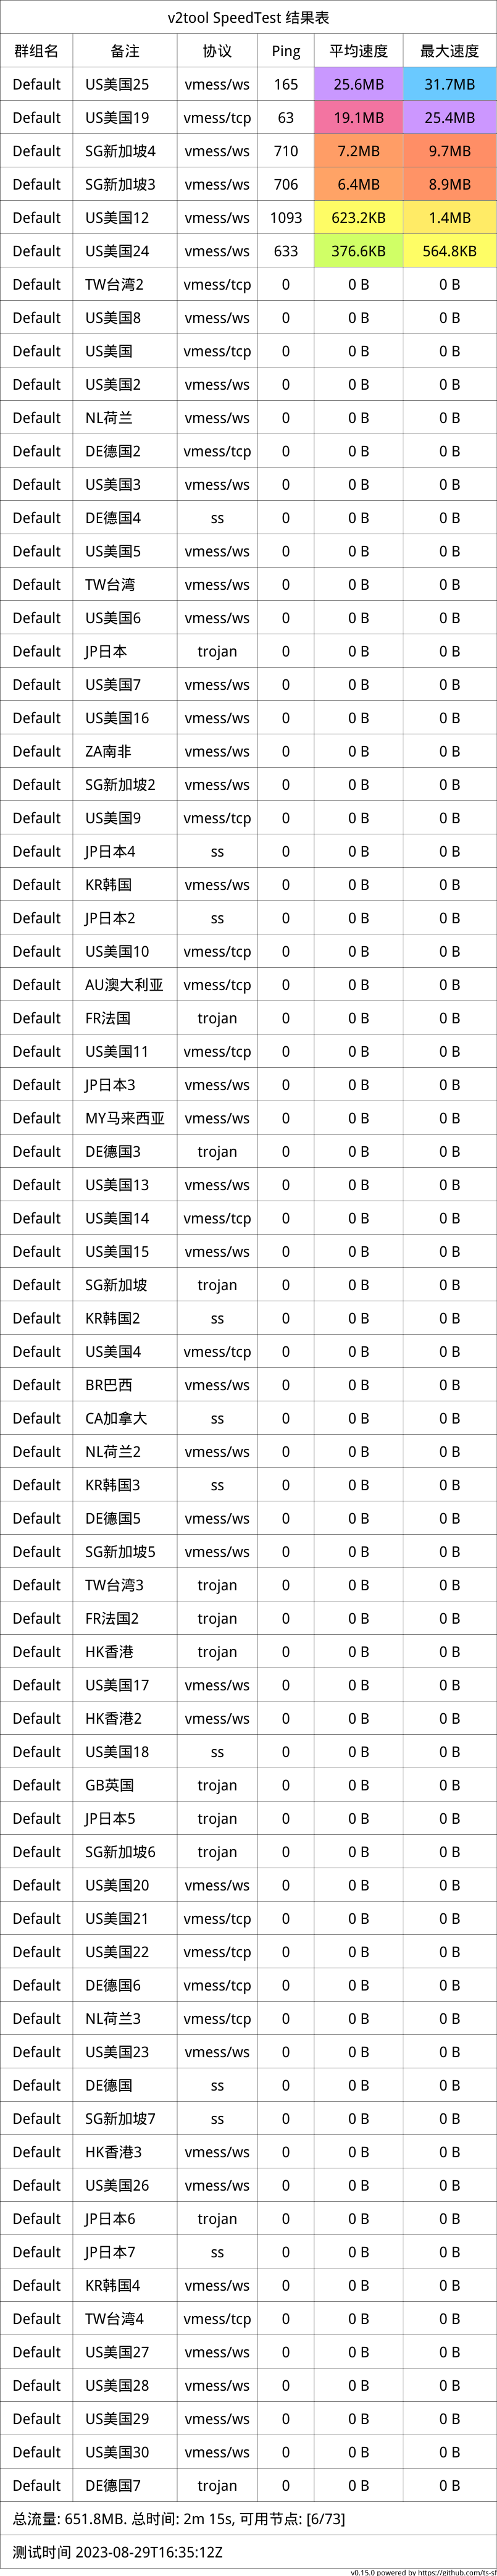 v2tool SpeedTest 结果表
群组名 备注 协议 Ping 平均速度 最大速度
Default US美国25 vmess/ws 165 25.6MB 31.7MB
Default US美国19 vmess/tcp 63 19.1MB 25.4MB
Default SG新加坡4 vmess/ws 710 7.2MB 9.7MB
Default SG新加坡3 vmess/ws 706 6.4MB 8.9MB
Default US美国12 vmess/ws 1093 623.2KB 1.4MB
Default US美国24 vmess/ws 633 376.6KB 564.8KB
Default TW台湾2 vmess/tcp 0 0 B 0 B
Default US美国8 vmess/ws 0 0 B 0 B
Default US美国 vmess/tcp 0 0 B 0 B
Default US美国2 vmess/ws 0 0 B 0 B
Default NL荷兰 vmess/ws 0 0 B 0 B
Default DE德国2 vmess/tcp 0 0 B 0 B
Default US美国3 vmess/ws 0 0 B 0 B
Default DE德国4 ss 0 0 B 0 B
Default US美国5 vmess/ws 0 0 B 0 B
Default TW台湾 vmess/ws 0 0 B 0 B
Default US美国6 vmess/ws 0 0 B 0 B
Default JP日本 trojan 0 0 B 0 B
Default US美国7 vmess/ws 0 0 B 0 B
Default US美国16 vmess/ws 0 0 B 0 B
Default ZA南非 vmess/ws 0 0 B 0 B
Default SG新加坡2 vmess/ws 0 0 B 0 B
Default US美国9 vmess/tcp 0 0 B 0 B
Default JP日本4 ss 0 0 B 0 B
Default KR韩国 vmess/ws 0 0 B 0 B
Default JP日本2 ss 0 0 B 0 B
Default US美国10 vmess/tcp 0 0 B 0 B
Default AU澳大利亚 vmess/tcp 0 0 B 0 B
Default FR法国 trojan 0 0 B 0 B
Default US美国11 vmess/tcp 0 0 B 0 B
Default JP日本3 vmess/ws 0 0 B 0 B
Default MY马来西亚 vmess/ws 0 0 B 0 B
Default DE德国3 trojan 0 0 B 0 B
Default US美国13 vmess/ws 0 0 B 0 B
Default US美国14 vmess/tcp 0 0 B 0 B
Default US美国15 vmess/ws 0 0 B 0 B
Default SG新加坡 trojan 0 0 B 0 B
Default KR韩国2 ss 0 0 B 0 B
Default US美国4 vmess/tcp 0 0 B 0 B
Default BR巴西 vmess/ws 0 0 B 0 B
Default CA加拿大 ss 0 0 B 0 B
Default NL荷兰2 vmess/ws 0 0 B 0 B
Default KR韩国3 ss 0 0 B 0 B
Default DE德国5 vmess/ws 0 0 B 0 B
Default SG新加坡5 vmess/ws 0 0 B 0 B
Default TW台湾3 trojan 0 0 B 0 B
Default FR法国2 trojan 0 0 B 0 B
Default HK香港 trojan 0 0 B 0 B
Default US美国17 vmess/ws 0 0 B 0 B
Default HK香港2 vmess/ws 0 0 B 0 B
Default US美国18 ss 0 0 B 0 B
Default GB英国 trojan 0 0 B 0 B
Default JP日本5 trojan 0 0 B 0 B
Default SG新加坡6 trojan 0 0 B 0 B
Default US美国20 vmess/ws 0 0 B 0 B
Default US美国21 vmess/tcp 0 0 B 0 B
Default US美国22 vmess/tcp 0 0 B 0 B
Default DE德国6 vmess/tcp 0 0 B 0 B
Default NL荷兰3 vmess/tcp 0 0 B 0 B
Default US美国23 vmess/ws 0 0 B 0 B
Default DE德国 ss 0 0 B 0 B
Default SG新加坡7 ss 0 0 B 0 B
Default HK香港3 vmess/ws 0 0 B 0 B
Default US美国26 vmess/ws 0 0 B 0 B
Default JP日本6 trojan 0 0 B 0 B
Default JP日本7 ss 0 0 B 0 B
Default KR韩国4 vmess/ws 0 0 B 0 B
Default TW台湾4 vmess/tcp 0 0 B 0 B
Default US美国27 vmess/ws 0 0 B 0 B
Default US美国28 vmess/ws 0 0 B 0 B
Default US美国29 vmess/ws 0 0 B 0 B
Default US美国30 vmess/ws 0 0 B 0 B
Default DE德国7 trojan 0 0 B 0 B
总流量: 651.8MB. 总时间: 2m 15s, 可用节点: [6/73]
测试时间 2023-08-29T16:35:12Z
v0.15.0 powered by https://github.com/ts-sf